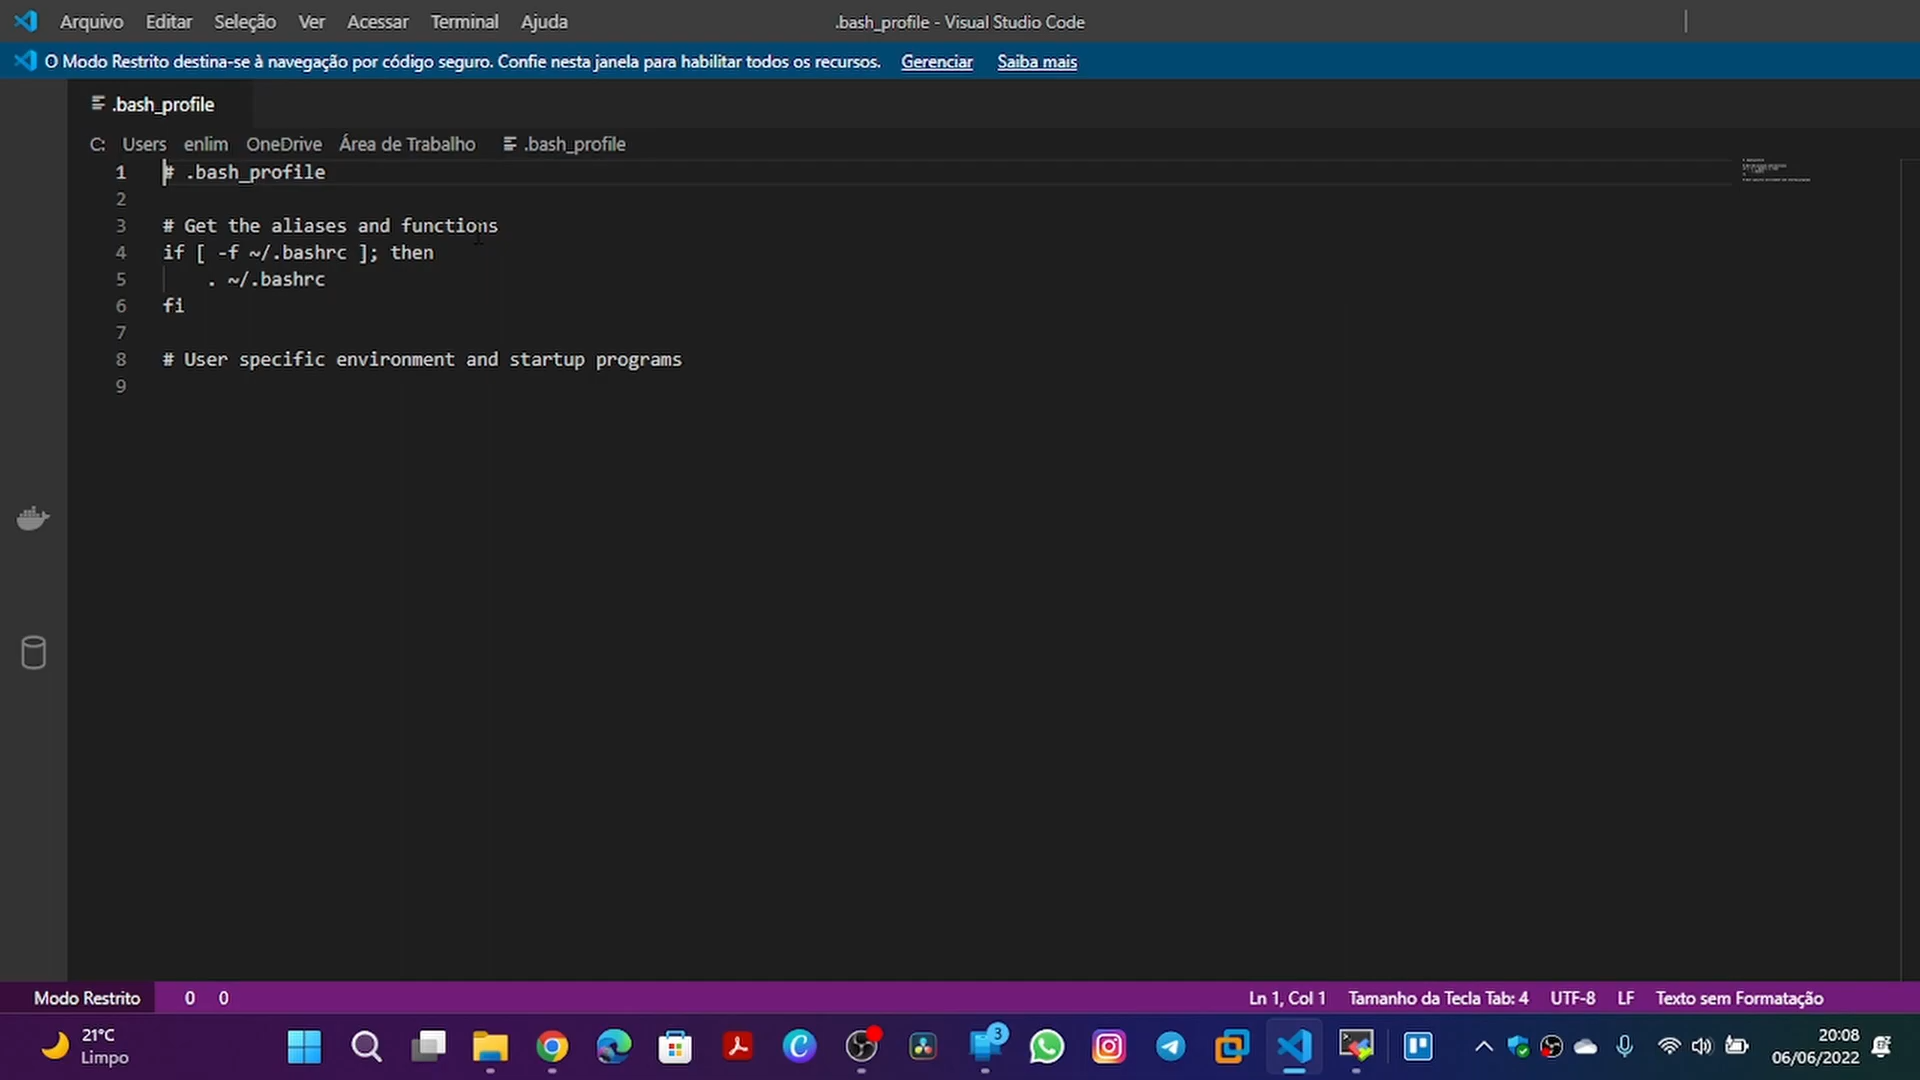 Arquivo Editar Seleção Ver Acessar Terminal Ajuda .bash_profile - Visual Studio Code
O Modo Restrito destina-se à navegação por código seguro. Confie nesta janela para habilitar todos os recursos. Gerenciar Saiba mais
.bash_profile
C: Users enlim OneDrive Área de Trabalho .bash_profile
1 # .bash_profile
2
3 # Get the aliases and functions
4 if [ -f ~/.bashrc ]; then
5 . ~/.bashrc
6 fi
7
8 # User specific environment and startup programs
9
Modo Restrito 0 0 Ln 1, Col 1 Tamanho da Tecla Tab: 4 UTF-8 LF Texto sem Formatação
21°C
Limpo
3
20:08
06/06/2022